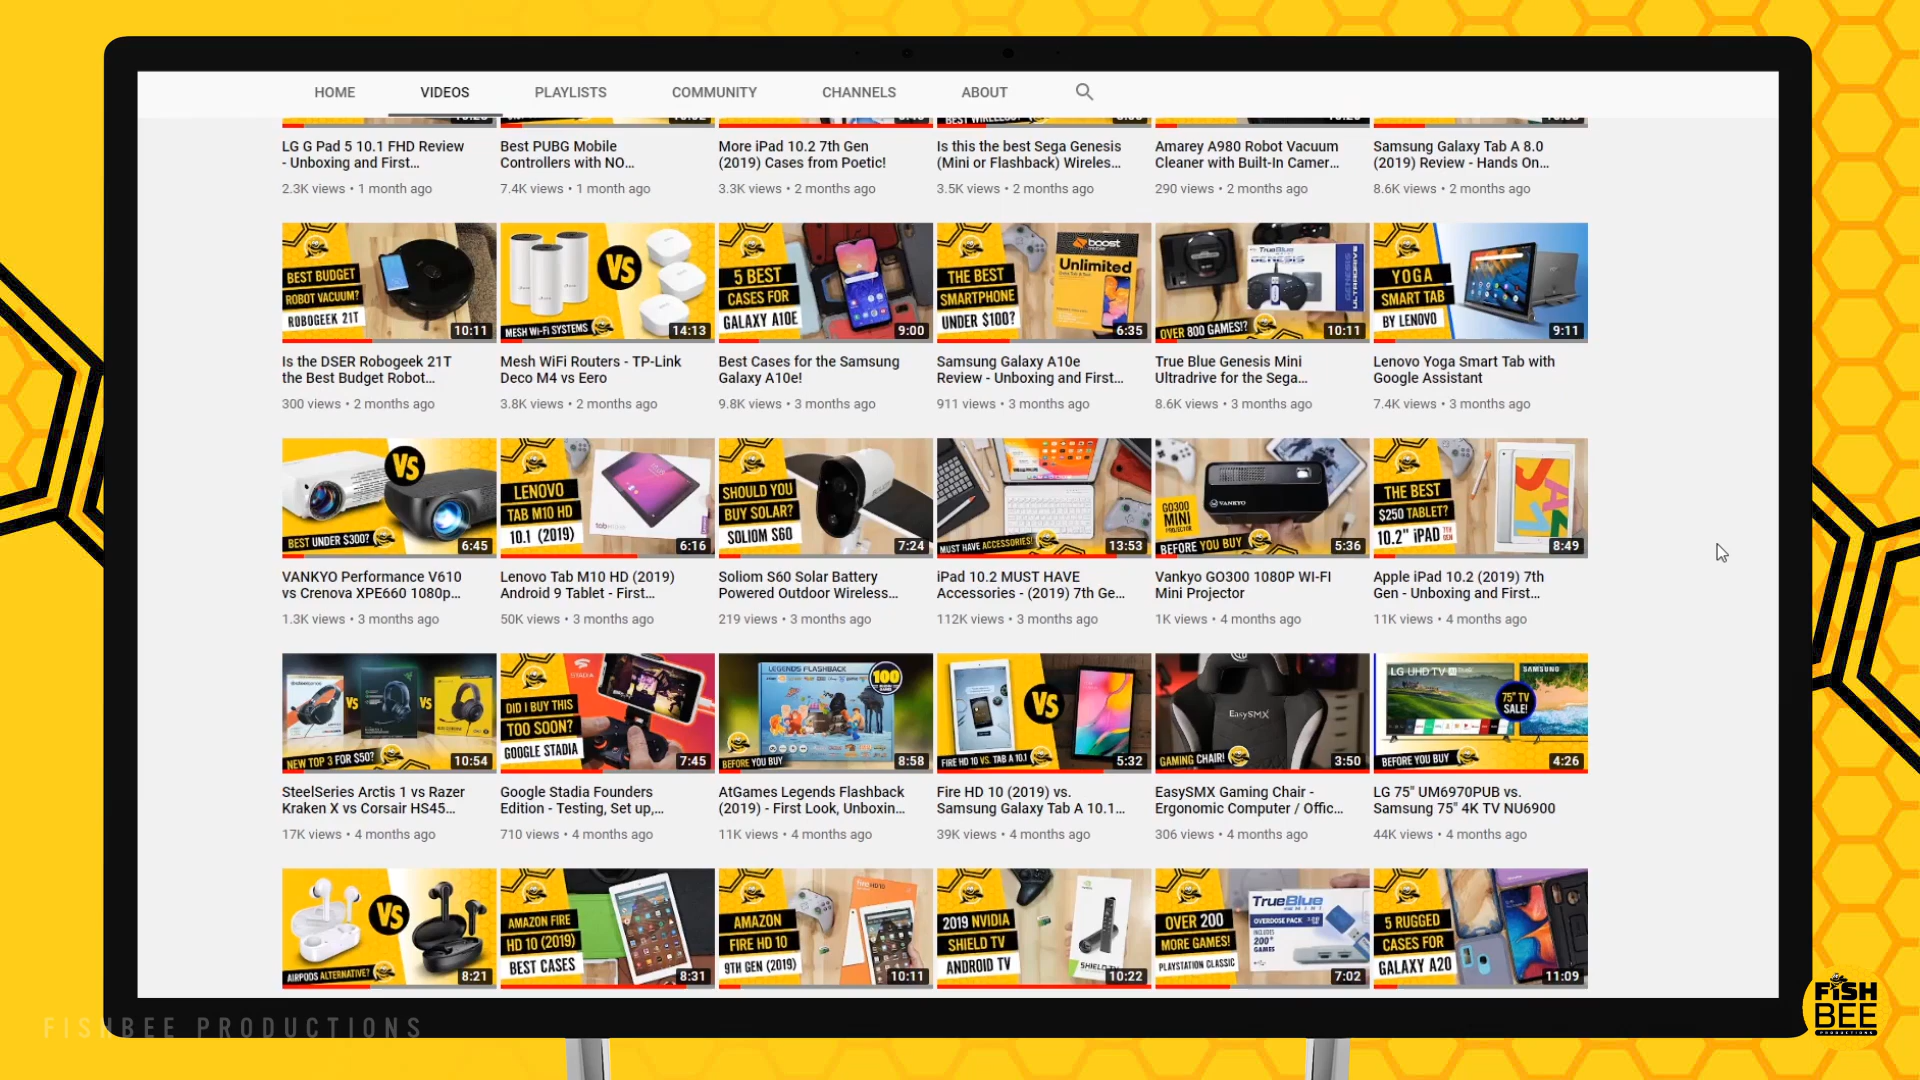 HOME VIDEOS PLAYLISTS COMMUNITY CHANNELS ABOUT
LG G Pad 5 10.1 FHD Review
- Unboxing and First...
2.3K views • 1 month ago
Best PUBG Mobile
Controllers with NO...
7.4K views • 1 month ago
More iPad 10.2 7th Gen
(2019) Cases from Poetic!
3.3K views • 2 months ago
Is this the best Sega Genesis
(Mini or Flashback) Wireles...
3.5K views • 2 months ago
Amarey A980 Robot Vacuum
Cleaner with Built-In Camer...
290 views • 2 months ago
Samsung Galaxy Tab A 8.0
(2019) Review - Hands On...
8.6K views • 2 months ago
BEST BUDGET
ROBOT VACUUM?
ROBOGEEK 21T
10:11
Is the DSER Robogeek 21T
the Best Budget Robot...
300 views • 2 months ago
VS
MESH WI-FI SYSTEMS
14:13
Mesh WiFi Routers - TP-Link
Deco M4 vs Eero
3.8K views • 2 months ago
5 BEST
CASES FOR
GALAXY A10E
9:00
Best Cases for the Samsung
Galaxy A10e!
9.8K views • 3 months ago
THE BEST
SMARTPHONE
UNDER $100?
boost
Unlimited
6:35
Samsung Galaxy A10e
Review - Unboxing and First...
911 views • 3 months ago
TrueBlue
GENESIS
ULTRADRIVE
OVER 800 GAMES!?
10:11
True Blue Genesis Mini
Ultradrive for the Sega...
8.6K views • 3 months ago
YOGA
SMART TAB
BY LENOVO
9:11
Lenovo Yoga Smart Tab with
Google Assistant
7.4K views • 3 months ago
VS
BEST UNDER $300?
6:45
VANKYO Performance V610
vs Crenova XPE660 1080p...
1.3K views • 3 months ago
LENOVO
TAB M10 HD
10.1 (2019)
6:16
Lenovo Tab M10 HD (2019)
Android 9 Tablet - First...
50K views • 3 months ago
SHOULD YOU
BUY SOLAR?
SOLIOM S60
7:24
Soliom S60 Solar Battery
Powered Outdoor Wireless...
219 views • 3 months ago
MUST HAVE ACCESSORIES!
13:53
iPad 10.2 MUST HAVE
Accessories - (2019) 7th Ge...
112K views • 3 months ago
VANKYO
GO300
MINI
PROJECTOR
BEFORE YOU BUY
5:36
Vankyo GO300 1080P WI-FI
Mini Projector
1K views • 4 months ago
THE BEST
$250 TABLET?
10.2" iPAD 7TH GEN
8:49
Apple iPad 10.2 (2019) 7th
Gen - Unboxing and First...
11K views • 4 months ago
VS VS
NEW TOP 3 FOR $50?
10:54
SteelSeries Arctis 1 vs Razer
Kraken X vs Corsair HS45...
17K views • 4 months ago
STADIA
DID I BUY THIS
TOO SOON?
GOOGLE STADIA
7:45
Google Stadia Founders
Edition - Testing, Set up,...
710 views • 4 months ago
LEGENDS FLASHBACK
100
BEFORE YOU BUY
8:58
AtGames Legends Flashback
(2019) - First Look, Unboxin...
11K views • 4 months ago
VS
FIRE HD 10 VS. TAB A 10.1
5:32
Fire HD 10 (2019) vs.
Samsung Galaxy Tab A 10.1...
39K views • 4 months ago
EasySMX
GAMING CHAIR!
3:50
EasySMX Gaming Chair -
Ergonomic Computer / Offic...
306 views • 4 months ago
LG UHD TV
SAMSUNG
75" TV
SALE!
BEFORE YOU BUY
4:26
LG 75" UM6970PUB vs.
Samsung 75" 4K TV NU6900
44K views • 4 months ago
VS
AIRPODS ALTERNATIVE?
8:21
AMAZON FIRE
HD 10 (2019)
BEST CASES
8:31
AMAZON
FIRE HD 10
9TH GEN (2019)
10:11
2019 NVIDIA
SHIELD TV
ANDROID TV
SHIELD TV
10:22
OVER 200
MORE GAMES!
PLAYSTATION CLASSIC
TrueBlue
MINI
OVERDOSE PACK
INCLUDES
200+
GAMES
7:02
5 RUGGED
CASES FOR
GALAXY A20
11:09
FISHBEE PRODUCTIONS
FISH
BEE
PRODUCTIONS